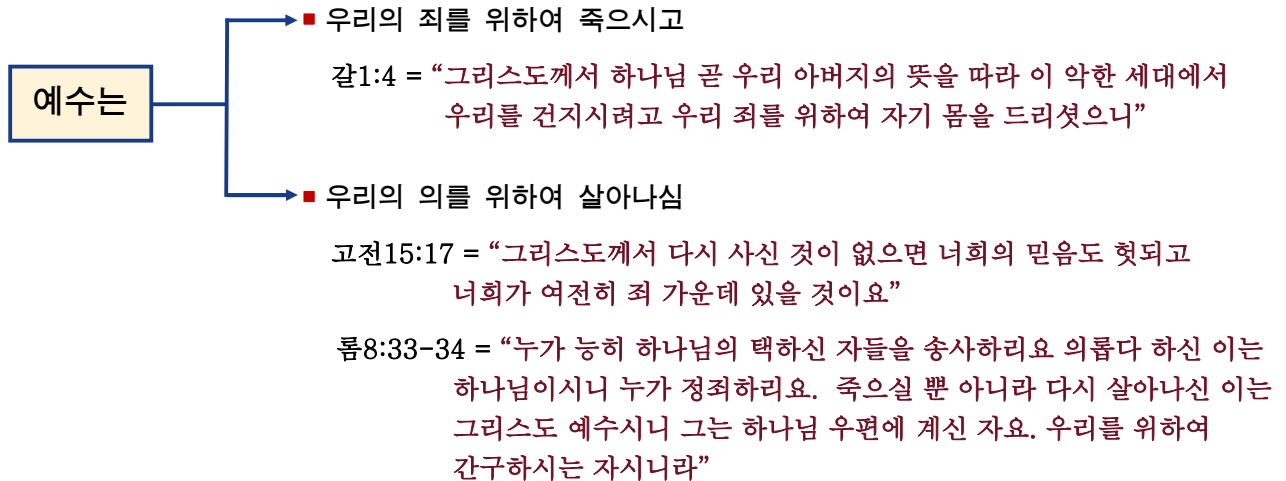 예수는
▪ 우리의 죄를 위하여 죽으시고
갈1:4 = “그리스도께서 하나님 곧 우리 아버지의 뜻을 따라 이 악한 세대에서
우리를 건지시려고 우리 죄를 위하여 자기 몸을 드리셧으니”
▪ 우리의 의를 위하여 살아나심
고전15:17 = “그리스도께서 다시 사신 것이 없으면 너희의 믿음도 헛되고
너희가 여전히 죄 가운데 있을 것이요”
롬8:33-34 = “누가 능히 하나님의 택하신 자들을 송사하리요 의롭다 하신 이는
하나님이시니 누가 정죄하리요. 죽으실 뿐 아니라 다시 살아나신 이는
그리스도 예수시니 그는 하나님 우편에 계신 자요. 우리를 위하여
간구하시는 자시니라”